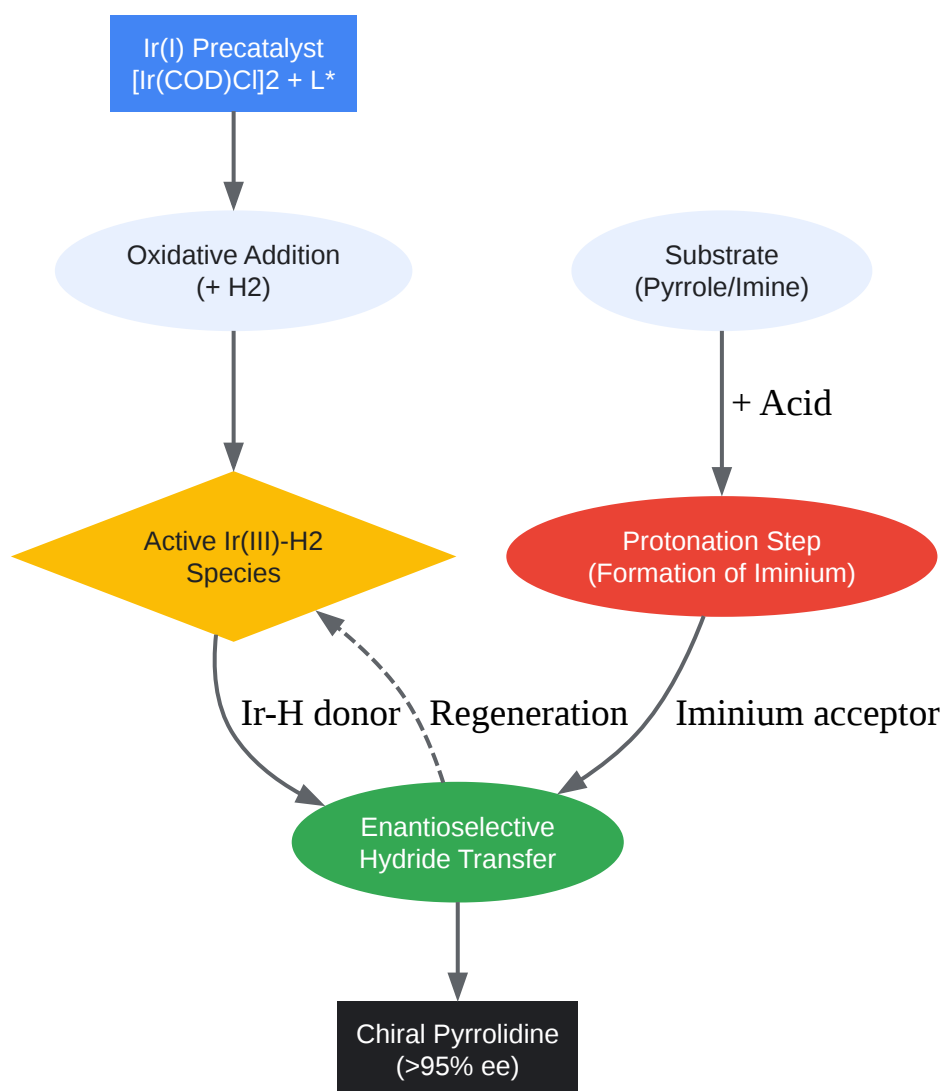 Ir(I) Precatalyst
[Ir(COD)Cl]2 + L*
Oxidative Addition
(+ H2)
Substrate
(Pyrrole/Imine)
+ Acid
Active Ir(III)-H2
Species
Protonation Step
(Formation of Iminium)
Ir-H donor
Regeneration
Iminium acceptor
Enantioselective
Hydride Transfer
Chiral Pyrrolidine
(>95% ee)